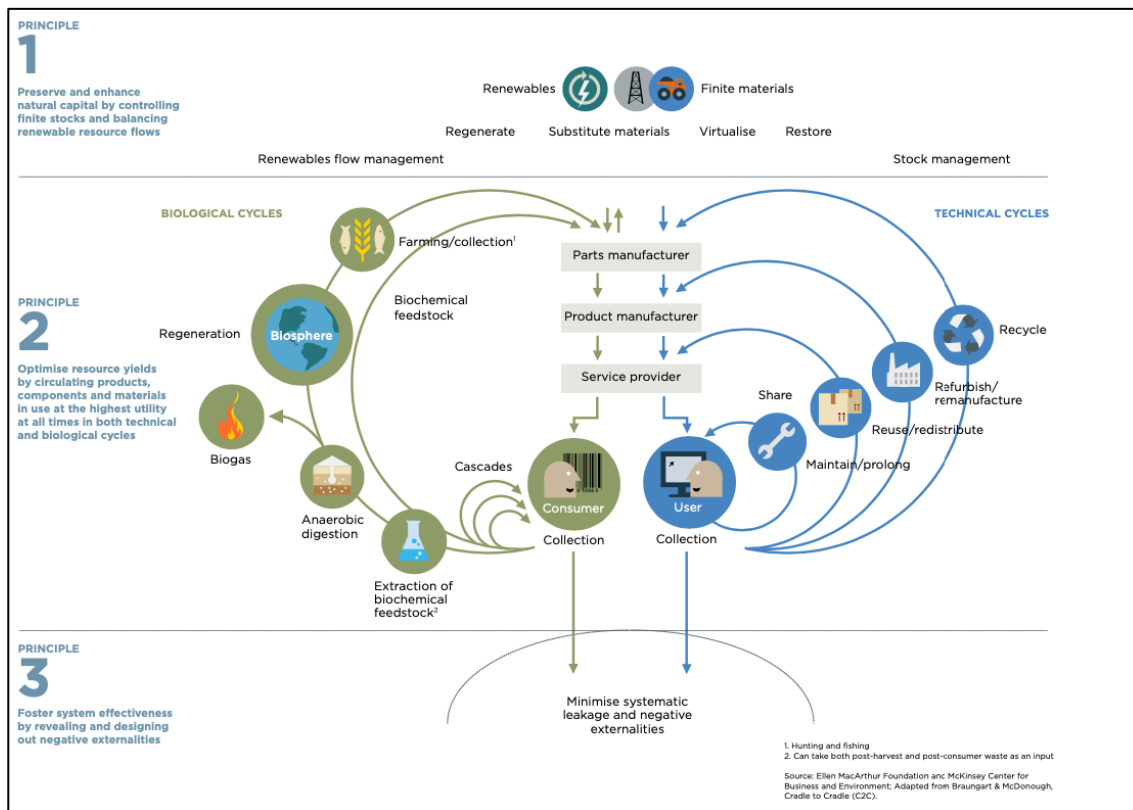 PRINCIPLE
1
Preserve and enhance
natural capital by controlling
finite stocks and balancing
renewable resource flows
Renewables
Finite materials
Regenerate
Substitute materials
Virtualise
Restore
Renewables flow management
Stock management
BIOLOGICAL CYCLES
TECHNICAL CYCLES
PRINCIPLE
2
Optimise resource yields
by circulating products,
components and materials
in use at the highest utility
at all times in both technical
and biological cycles
Farming/collection¹
Biochemical
feedstock
Regeneration
Biosphere
Biogas
Anaerobic
digestion
Extraction of
biochemical
feedstock²
Cascades
Parts manufacturer
Product manufacturer
Service provider
Consumer
Collection
User
Collection
Share
Maintain/prolong
Reuse/redistribute
Refurbish/
remanufacture
Recycle
PRINCIPLE
3
Foster system effectiveness
by revealing and designing
out negative externalities
Minimise systematic
leakage and negative
externalities
1. Hunting and fishing
2. Can take both post-harvest and post-consumer waste as an input
Source: Ellen MacArthur Foundation and McKinsey Center for
Business and Environment; Adapted from Braungart & McDonough,
Cradle to Cradle (C2C).